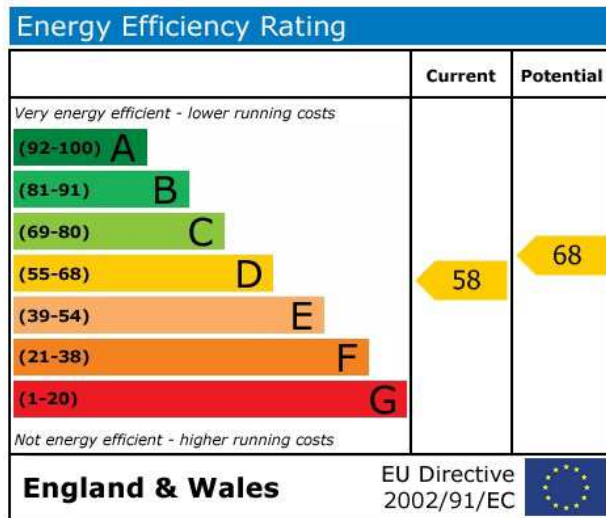 Energy Efficiency Rating
Current Potential
Very energy efficient - lower running costs
(92-100) A
(81-91) B
(69-80) C
(55-68) D
(39-54) E
(21-38) F
(1-20) G
58
68
Not energy efficient - higher running costs
England & Wales
EU Directive
2002/91/EC